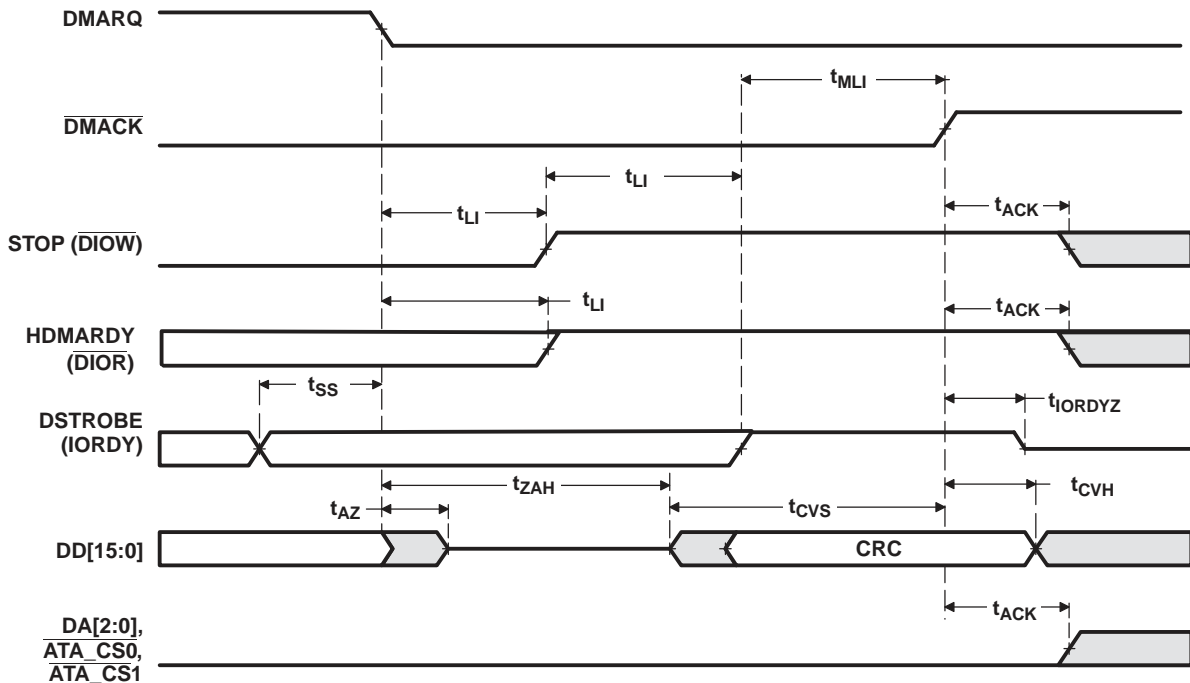 DMARQ
tMLI
DMACK
tLI
tLI
tACK
STOP (DIOW)
tLI
tACK
HDMARDY
(DIOR)
tSS
tIORDYZ
DSTROBE
(IORDY)
tZAH
tCVH
tAZ
tCVS
DD[15:0]
CRC
tACK
DA[2:0],
ATA_CS0,
ATA_CS1